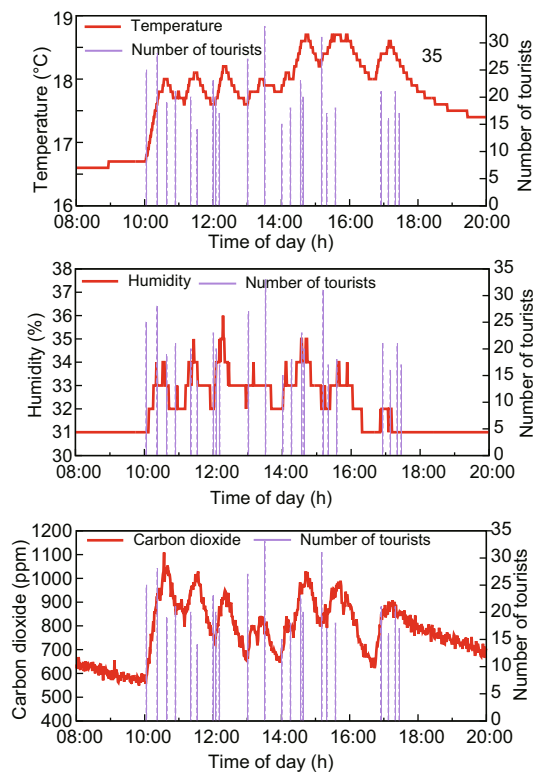 19
Temperature
Number of tourists
35
18
17
16
Temperature (°C)
30
25
20
15
10
5
0
Number of tourists
08:00 10:00 12:00 14:00 16:00 18:00 20:00
Time of day (h)
38
37
36
35
34
33
32
31
30
Humidity (%)
Humidity
Number of tourists
35
30
25
20
15
10
5
0
Number of tourists
08:00 10:00 12:00 14:00 16:00 18:00 20:00
Time of day (h)
1200
1100
1000
900
800
700
600
500
400
Carbon dioxide (ppm)
Carbon dioxide
Number of tourists
35
30
25
20
15
10
5
0
Number of tourists
08:00 10:00 12:00 14:00 16:00 18:00 20:00
Time of day (h)